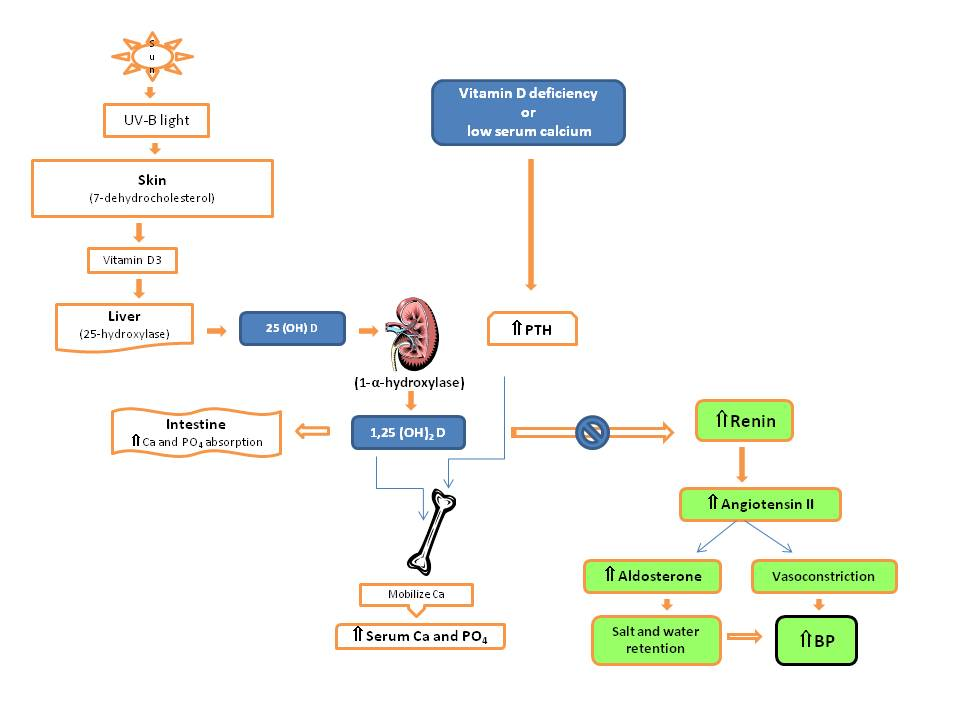 Sun
UV-B light
Skin
(7-dehydrocholesterol)
Vitamin D3
Liver
(25-hydroxylase)
25 (OH) D
(1-α-hydroxylase)
1,25 (OH)₂ D
Intestine
⇑Ca and PO₄ absorption
Vitamin D deficiency
or
low serum calcium
⇑ PTH
Mobilize Ca
⇑ Serum Ca and PO₄
⇑Renin
⇑ Angiotensin II
⇑ Aldosterone
Vasoconstriction
Salt and water
retention
⇑BP